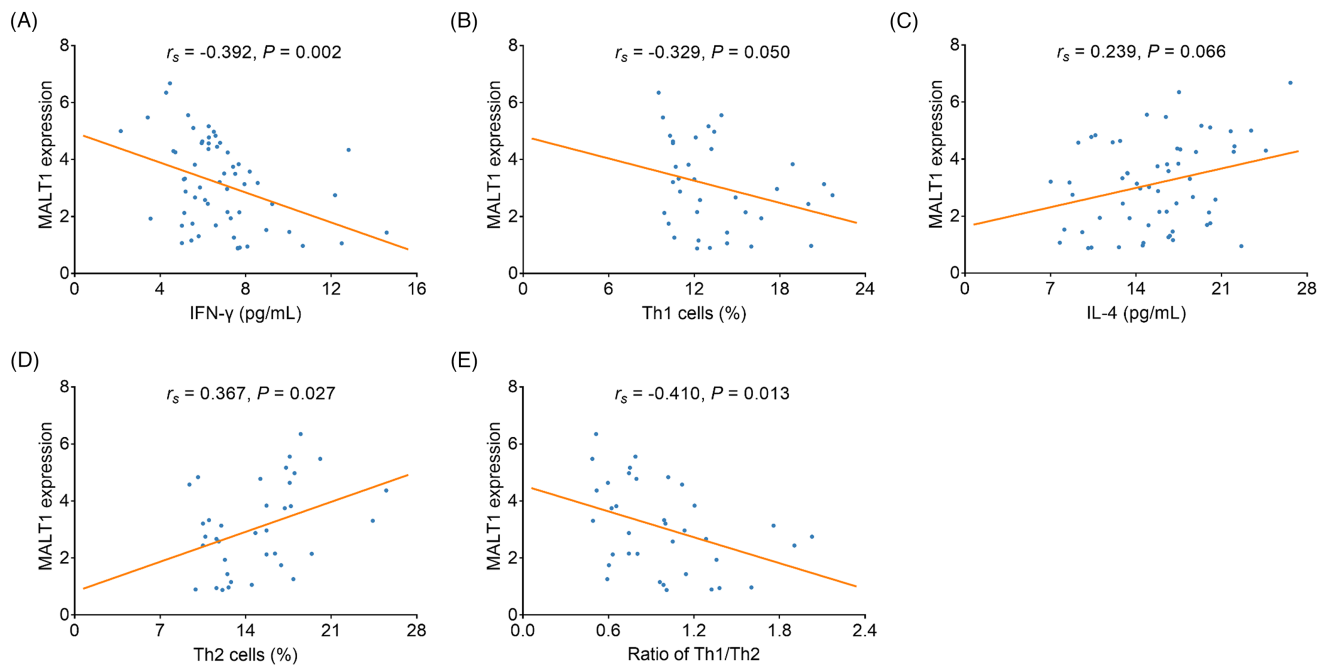 (A)
rs = -0.392, P = 0.002
MALT1 expression
8
6
4
2
0
0 4 8 12 16
IFN-γ (pg/mL)
(B)
rs = -0.329, P = 0.050
MALT1 expression
8
6
4
2
0
0 6 12 18 24
Th1 cells (%)
(C)
rs = 0.239, P = 0.066
MALT1 expression
8
6
4
2
0
0 7 14 21 28
IL-4 (pg/mL)
(D)
rs = 0.367, P = 0.027
MALT1 expression
8
6
4
2
0
0 7 14 21 28
Th2 cells (%)
(E)
rs = -0.410, P = 0.013
MALT1 expression
8
6
4
2
0
0.0 0.6 1.2 1.8 2.4
Ratio of Th1/Th2